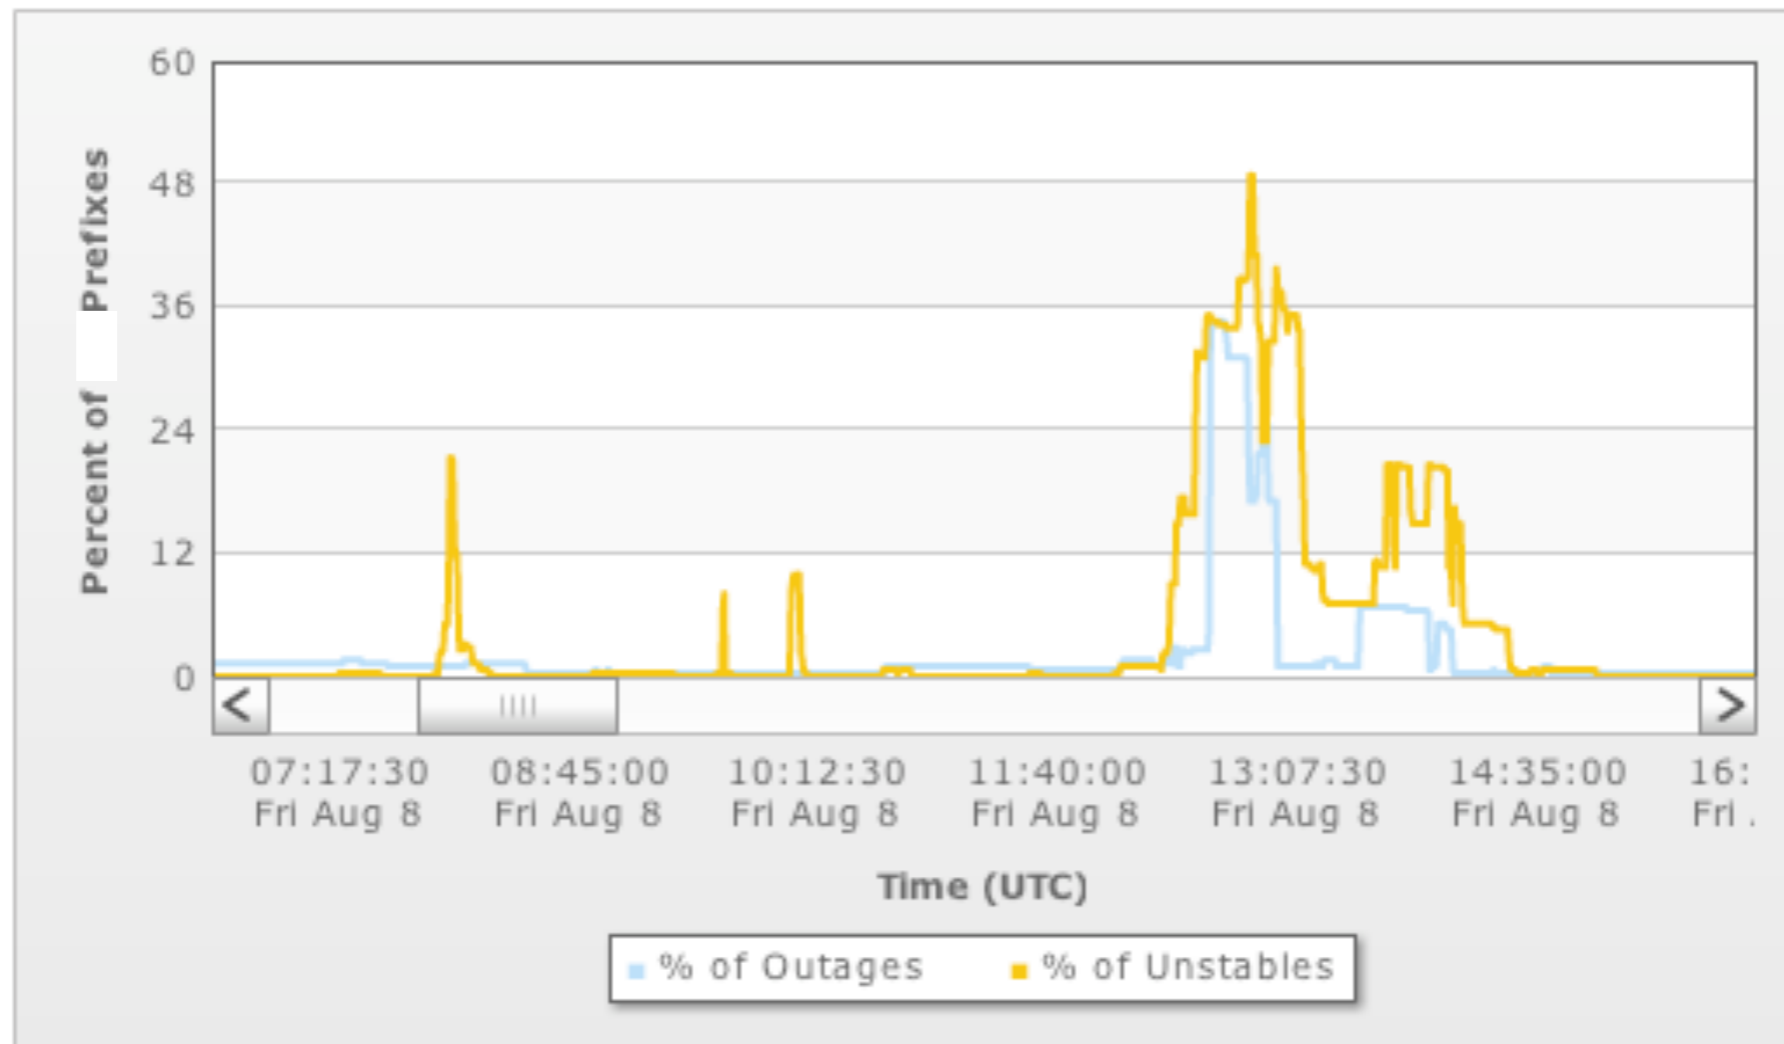 60
48
36
24
12
0
Percent of Prefixes
07:17:30 08:45:00 10:12:30 11:40:00 13:07:30 14:35:00 16:
Fri Aug 8 Fri Aug 8 Fri Aug 8 Fri Aug 8 Fri Aug 8 Fri Aug 8 Fri .
Time (UTC)
% of Outages % of Unstables